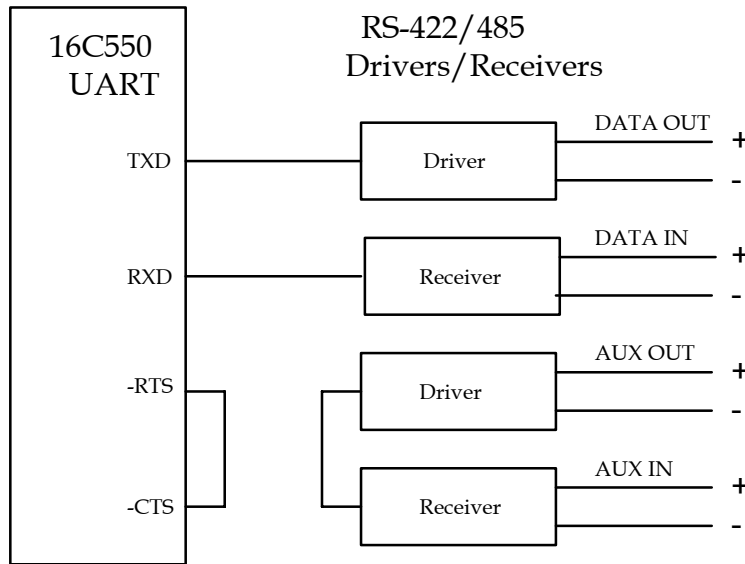 16C550
UART
RS-422/485
Drivers/Receivers
TXD
Driver
DATA OUT
+
-
RXD
Receiver
DATA IN
+
-
-RTS
Driver
AUX OUT
+
-
-CTS
Receiver
AUX IN
+
-